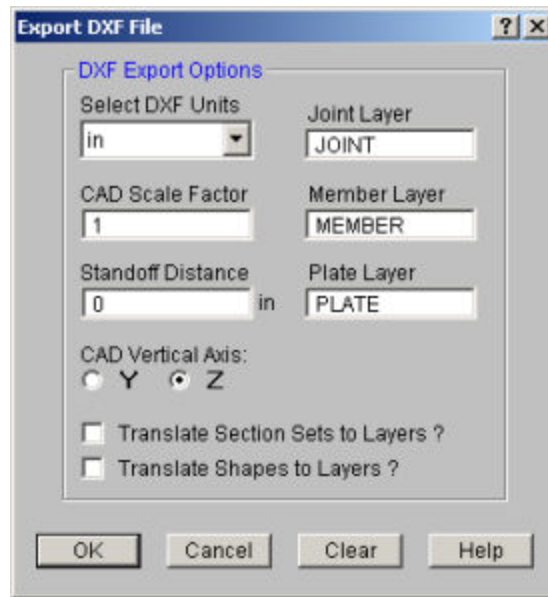 Export DXF File
DXF Export Options
Select DXF Units
in
Joint Layer
JOINT
CAD Scale Factor
1
Member Layer
MEMBER
Standoff Distance
0 in
Plate Layer
PLATE
CAD Vertical Axis:
Y Z
Translate Section Sets to Layers ?
Translate Shapes to Layers ?
OK Cancel Clear Help